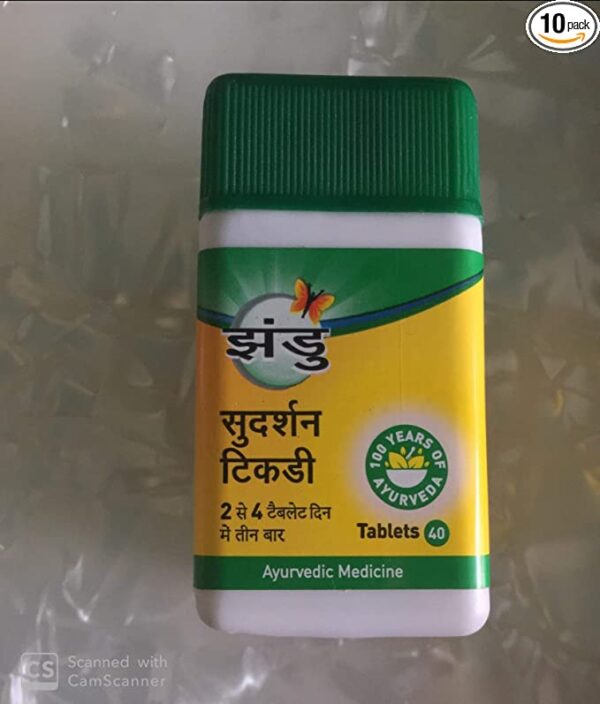 10 pack
झंडु
सुदर्शन
टिकडी
100 YEARS OF AYURVEDA
2 से 4 टैबलेट दिन
में तीन बार
Tablets 40
Ayurvedic Medicine
CS Scanned with
CamScanner